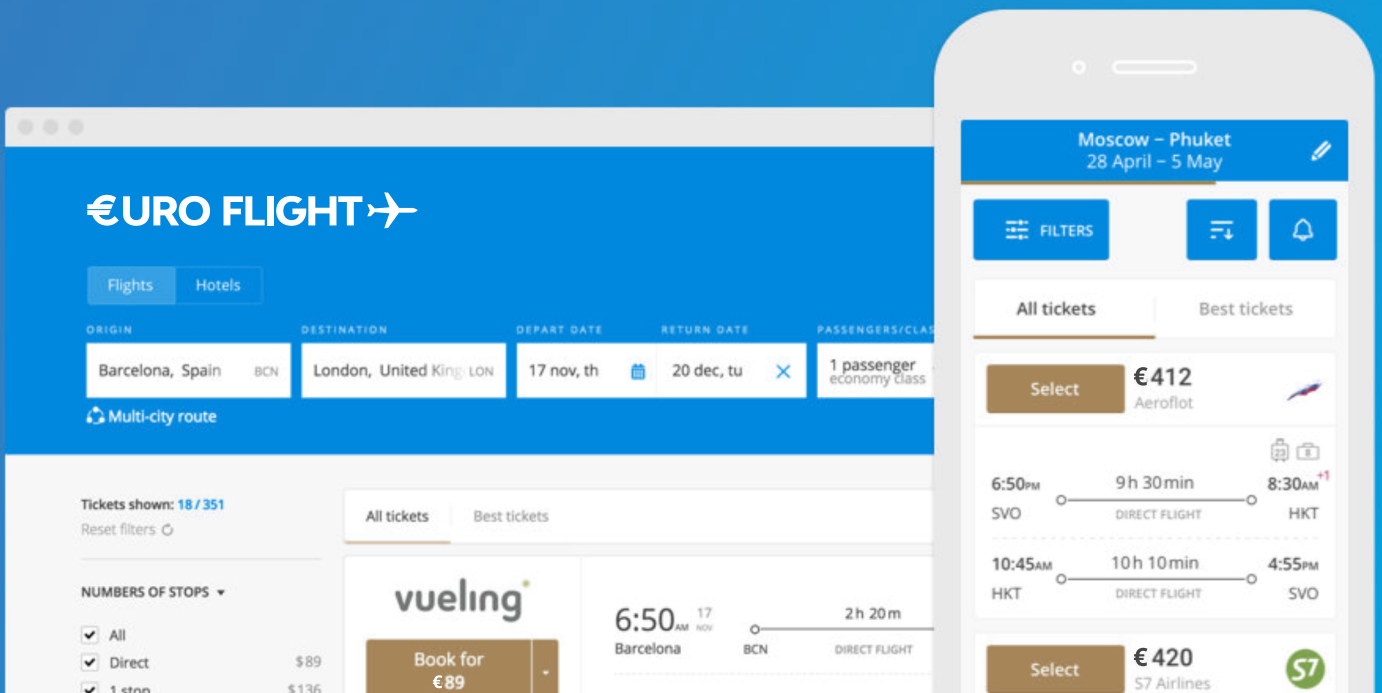 €URO FLIGHT
Flights Hotels
ORIGIN DESTINATION DEPART DATE RETURN DATE PASSENGERS/CLAS
Barcelona, Spain BCN London, United King LON 17 nov, th 20 dec, tu 1 passenger
economy class
Multi-city route
Tickets shown: 18 / 351
Reset filters
All tickets Best tickets
NUMBERS OF STOPS
All
Direct $89
1 stop $136
vueling
Book for
€89
6:50 AM 17 NOV 2h 20m
Barcelona BCN DIRECT FLIGHT
Moscow – Phuket
28 April – 5 May
FILTERS
All tickets Best tickets
Select €412
Aeroflot
23 8
6:50PM 9h 30min 8:30AM +1
SVO DIRECT FLIGHT HKT
10:45AM 10h 10min 4:55PM
HKT DIRECT FLIGHT SVO
Select €420 S7
S7 Airlines